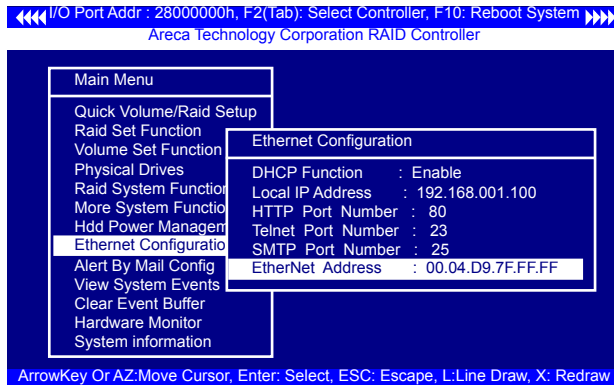 I/O Port Addr : 28000000h, F2(Tab): Select Controller, F10: Reboot System
Areca Technology Corporation RAID Controller
Main Menu
Quick Volume/Raid Setup
Raid Set Function
Volume Set Function
Physical Drives
Raid System Function
More System Functio
Hdd Power Managem
Ethernet Configuratio
Alert By Mail Config
View System Events
Clear Event Buffer
Hardware Monitor
System information
Ethernet Configuration
DHCP Function : Enable
Local IP Address : 192.168.001.100
HTTP Port Number : 80
Telnet Port Number : 23
SMTP Port Number : 25
EtherNet Address : 00.04.D9.7F.FF.FF
ArrowKey Or AZ:Move Cursor, Enter: Select, ESC: Escape, L:Line Draw, X: Redraw